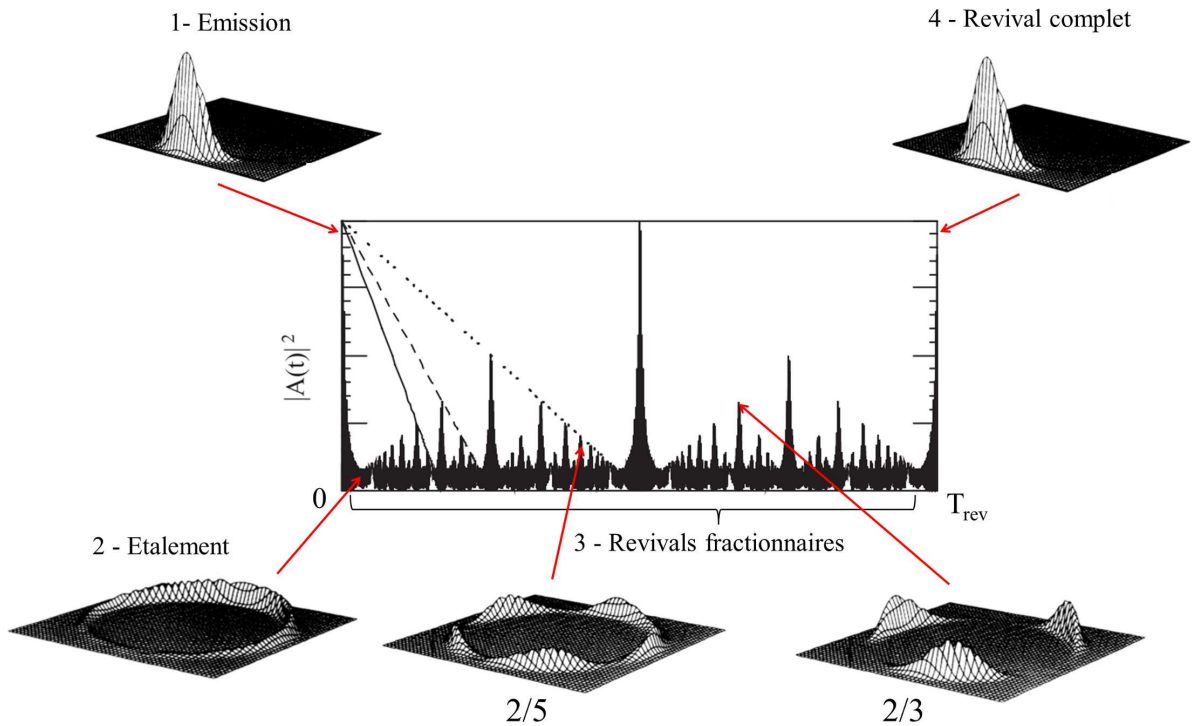 1- Emission
4 - Revival complet
|A(t)|²
0
T_rev
2 - Etalement
3 - Revivals fractionnaires
2/5
2/3